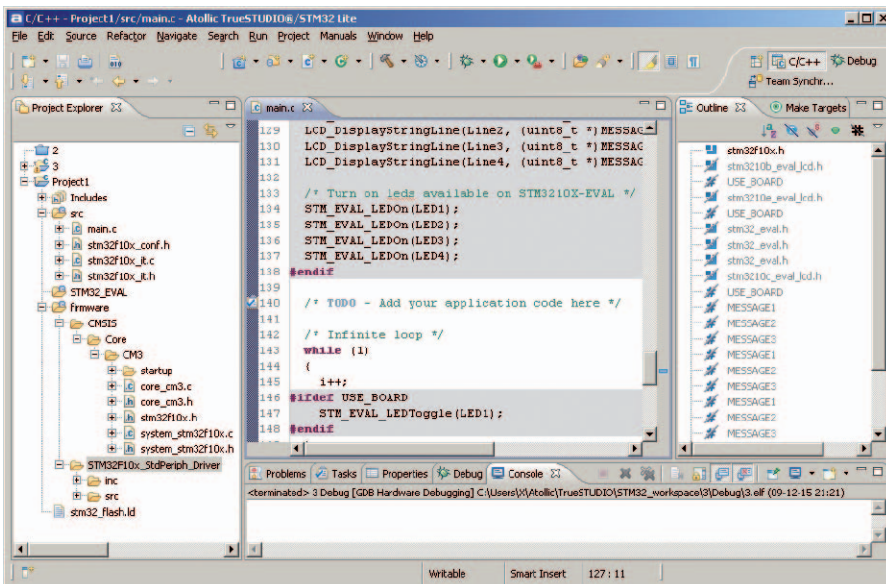 C/C++ - Project1/src/main.c - Atollic TrueSTUDIO®/STM32 Lite
File Edit Source Refactor Navigate Search Run Project Manuals Window Help
C/C++ Debug
Team Synchr...
Project Explorer
2
3
Project1
Includes
src
main.c
stm32f10x_conf.h
stm32f10x_it.c
stm32f10x_it.h
STM32_EVAL
firmware
CMSIS
Core
CM3
startup
core_cm3.c
core_cm3.h
stm32f10x.h
system_stm32f10x.c
system_stm32f10x.h
STM32F10x_StdPeriph_Driver
inc
src
stm32_flash.ld
main.c
129 LCD_DisplayStringLine(Line2, (uint8_t *)MESSAG
130 LCD_DisplayStringLine(Line3, (uint8_t *)MESSAG
131 LCD_DisplayStringLine(Line4, (uint8_t *)MESSAG
132
133 /* Turn on leds available on STM3210X-EVAL */
134 STM_EVAL_LEDOn(LED1);
135 STM_EVAL_LEDOn(LED2);
136 STM_EVAL_LEDOn(LED3);
137 STM_EVAL_LEDOn(LED4);
138 #endif
139
140 /* TODO - Add your application code here */
141
142 /* Infinite loop */
143 while (1)
144 {
145 i++;
146 #ifdef USE_BOARD
147 STM_EVAL_LEDToggle(LED1);
148 #endif
Outline Make Targets
stm32f10x.h
stm3210b_eval_lcd.h
USE_BOARD
stm3210e_eval_lcd.h
USE_BOARD
stm32_eval.h
stm32_eval.h
stm32_eval.h
stm3210c_eval_lcd.h
USE_BOARD
MESSAGE1
MESSAGE2
MESSAGE3
MESSAGE1
MESSAGE2
MESSAGE3
MESSAGE1
MESSAGE2
MESSAGE3
Problems Tasks Properties Debug Console
<terminated> 3 Debug [GDB Hardware Debugging] C:\Users\X\Atollic\TrueSTUDIO\STM32_workspace\3\Debug\3.elf (09-12-15 21:21)
Writable Smart Insert 127 : 11